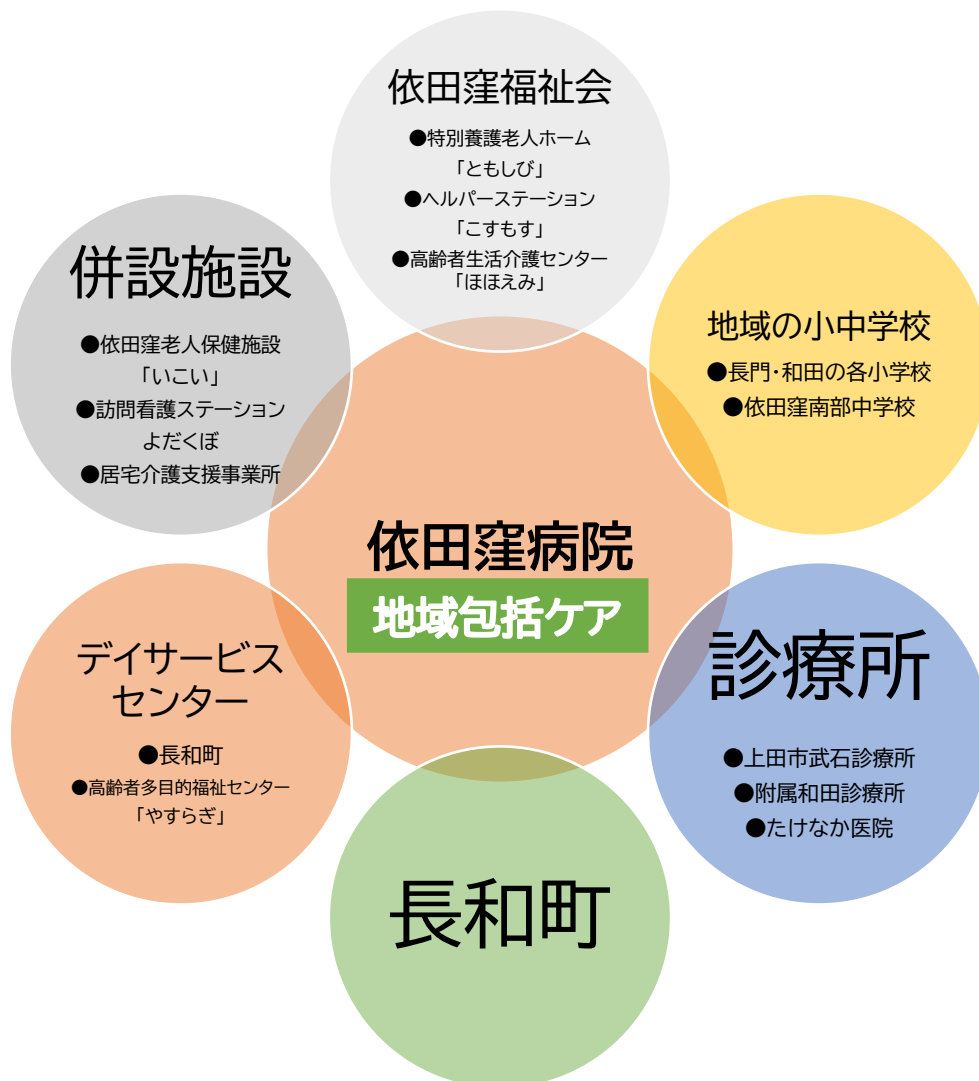 依田窪福祉会
●特別養護老人ホーム
「ともしび」
●ヘルパーステーション
「こすもす」
●高齢者生活介護センター
「ほほえみ」
併設施設
●依田窪老人保健施設
「いこい」
●訪問看護ステーション
よだくぼ
●居宅介護支援事業所
地域の小中学校
●長門・和田の各小学校
●依田窪南部中学校
依田窪病院
地域包括ケア
デイサービス
センター
●長和町
●高齢者多目的福祉センター
「やすらぎ」
診療所
●上田市武石診療所
●附属和田診療所
●たけなか医院
長和町